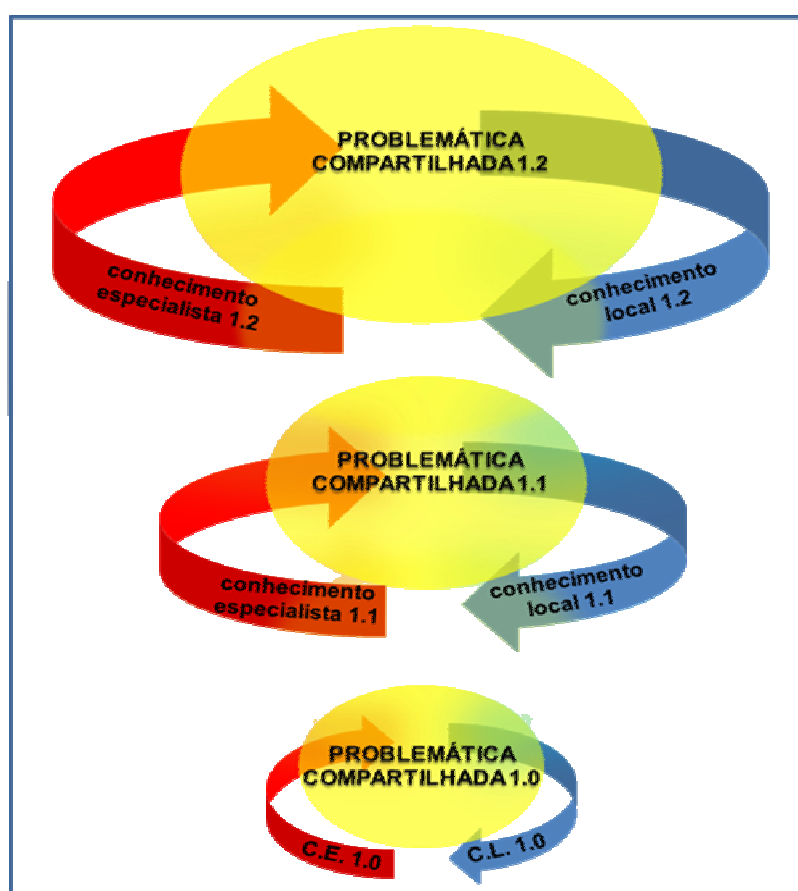 PROBLEMÁTICA
COMPARTILHADA 1.2
conhecimento
especialista 1.2
conhecimento
local 1.2
PROBLEMÁTICA
COMPARTILHADA 1.1
conhecimento
especialista 1.1
conhecimento
local 1.1
PROBLEMÁTICA
COMPARTILHADA 1.0
C.E. 1.0
C.L. 1.0